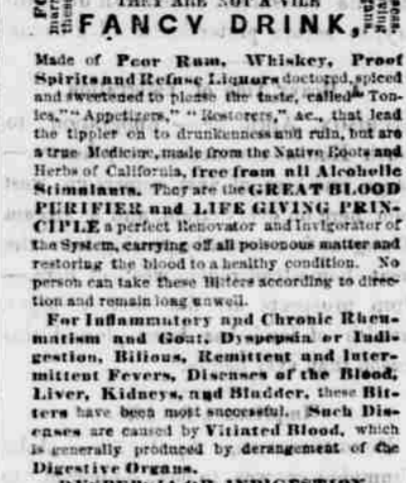 THEY ARE NOT A VILE
FANCY DRINK,
Made of Poor Rum, Whiskey, Proof
Spirits and Refuse Liquors doctored, spiced
and sweetened to please the taste, called "Ton-
ics," "Appetizers," "Restorers," &c., that lead
the tippler on to drunkenness and ruin, but are
a true Medicine, made from the Native Roots and
Herbs of California, free from all Alcoholic
Stimulants. They are the GREAT BLOOD
PURIFIER and LIFE GIVING PRIN-
CIPLE a perfect Renovator and Invigorator of
the System, carrying off all poisonous matter and
restoring the blood to a healthy condition. No
person can take these Bitters according to direc-
tion and remain long unwell.
For Inflammatory and Chronic Rheu-
matism and Gout, Dyspepsia or Indi-
gestion, Bilious, Remittent and Inter-
mittent Fevers, Diseases of the Blood,
Liver, Kidneys, and Bladder, these Bit-
ters have been most successful. Such Dis-
eases are caused by Vitiated Blood, which
is generally produced by derangement of the
Digestive Organs.
DYSPEPSIA OR INDIGESTION